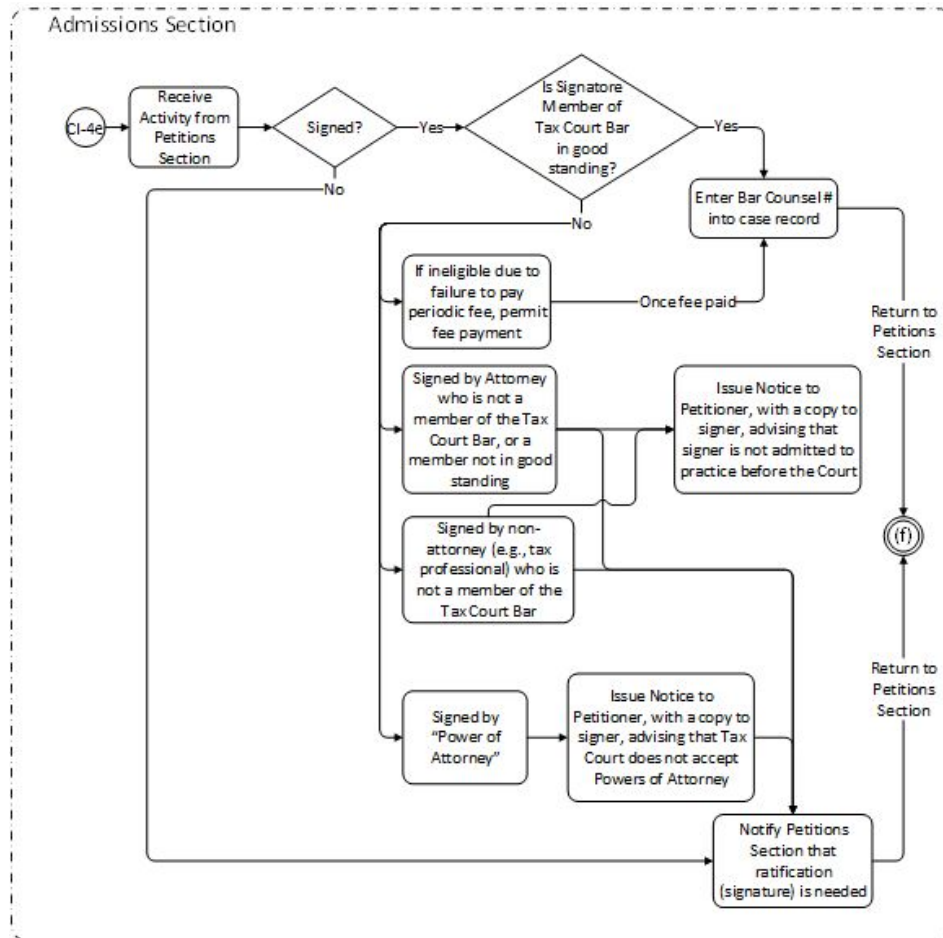 Admissions Section
CI-4e
Receive
Activity from
Petitions
Section
Signed?
Yes
No
Is Signatore
Member of
Tax Court Bar
in good
standing?
Yes
No
Enter Bar Counsel #
into case record
If ineligible due to
failure to pay
periodic fee, permit
fee payment
Once fee paid
Return to
Petitions
Section
Signed by Attorney
who is not a
member of the Tax
Court Bar, or a
member not in good
standing
Issue Notice to
Petitioner, with a copy to
signer, advising that
signer is not admitted to
practice before the Court
Signed by non-
attorney (e.g., tax
professional) who is
not a member of the
Tax Court Bar
(f)
Signed by
“Power of
Attorney”
Issue Notice to
Petitioner, with a copy to
signer, advising that Tax
Court does not accept
Powers of Attorney
Return to
Petitions
Section
Notify Petitions
Section that
ratification
(signature) is needed